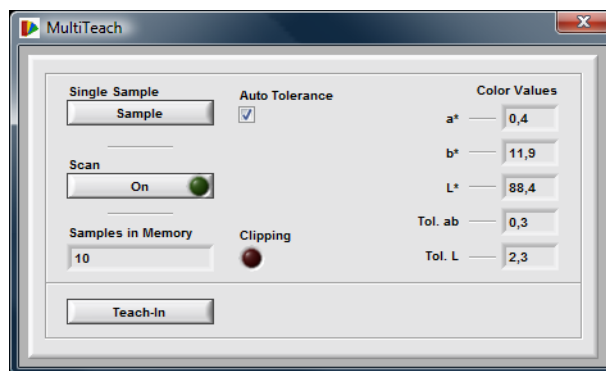 MultiTeach
Single Sample
Sample
Auto Tolerance
Scan
On
Samples in Memory
10
Clipping
Teach-In
Color Values
a* 0,4
b* 11,9
L* 88,4
Tol. ab 0,3
Tol. L 2,3